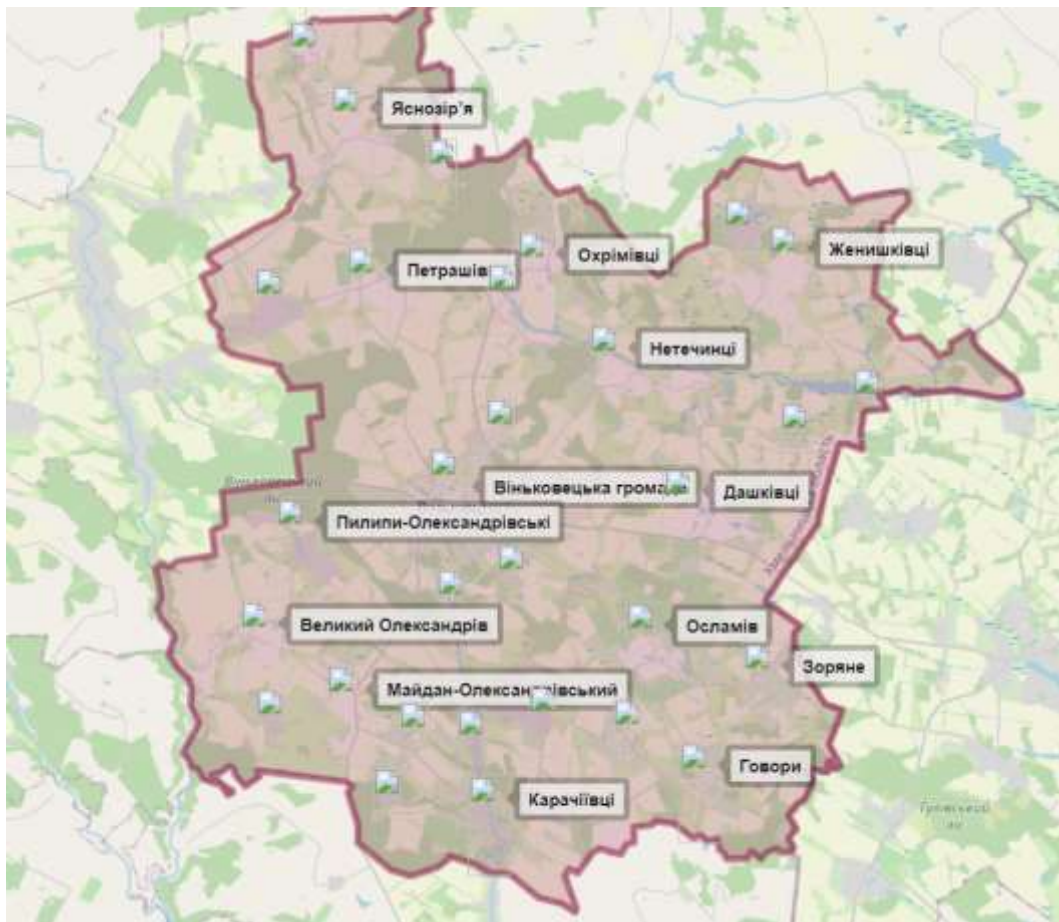 Яснозір'я
Охрімівці
Женишківці
Петрашів
Нетечинці
Віньковецька грома
Дашківці
Пилипи-Олександрівські
Великий Олександрів
Осламів
Зоряне
Майдан-Олександрівський
Говори
Карачіївці